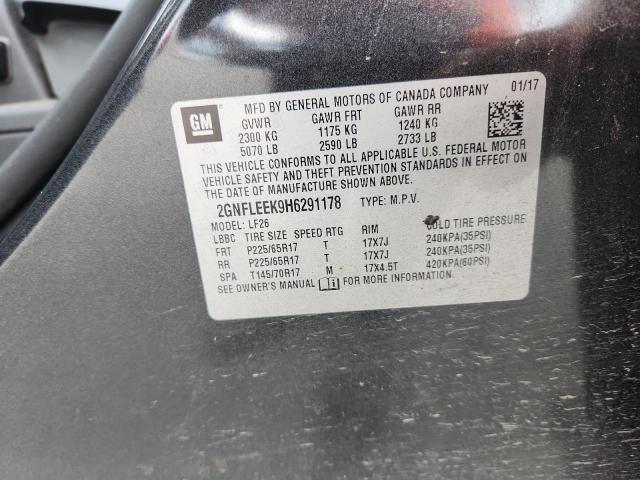 GM
MFD BY GENERAL MOTORS OF CANADA COMPANY 01/17
GVWR GAWR FRT GAWR RR
2300 KG 1175 KG 1240 KG
5070 LB 2590 LB 2733 LB
THIS VEHICLE CONFORMS TO ALL APPLICABLE U.S. FEDERAL MOTOR
VEHICLE SAFETY AND THEFT PREVENTION STANDARDS IN EFFECT ON
THE DATE OF MANUFACTURE SHOWN ABOVE.
2GNFLEEK9H6291178 TYPE: M.P.V.
MODEL: LF26
LBBC TIRE SIZE SPEED RTG RIM COLD TIRE PRESSURE
FRT P225/65R17 T 17X7J 240KPA(35PSI)
RR P225/65R17 T 17X7J 240KPA(35PSI)
SPA T145/70R17 M 17X4.5T 420KPA(60PSI)
SEE OWNER'S MANUAL FOR MORE INFORMATION.